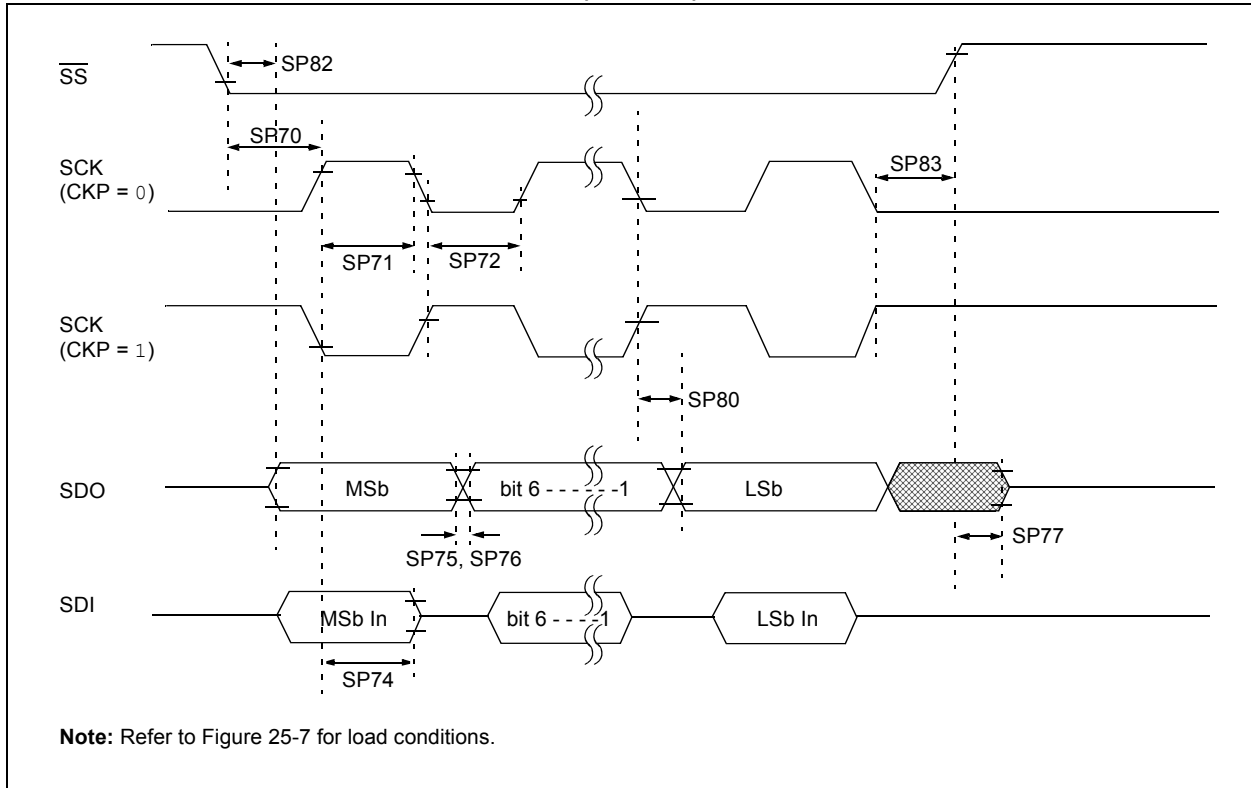 SS
SP82
SP70
SCK
(CKP = 0)
SP83
SP71
SP72
SCK
(CKP = 1)
SP80
SDO
MSb
bit 6 - - - - - -1
LSb
SP75, SP76
SP77
SDI
MSb In
bit 6 - - - -1
LSb In
SP74
Note: Refer to Figure 25-7 for load conditions.